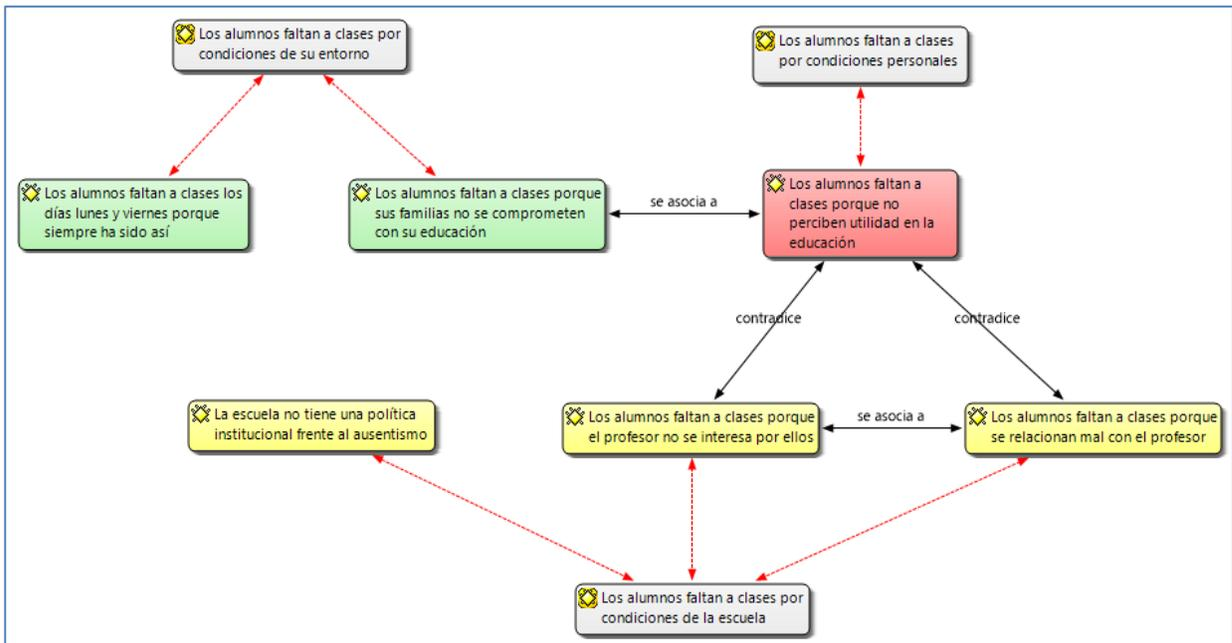 Los alumnos faltan a clases por
condiciones de su entorno
Los alumnos faltan a clases
por condiciones personales
Los alumnos faltan a clases los
días lunes y viernes porque
siempre ha sido así
Los alumnos faltan a clases porque
sus familias no se comprometen
con su educación
se asocia a
Los alumnos faltan a
clases porque no
perciben utilidad en la
educación
contradice
contradice
La escuela no tiene una política
institucional frente al ausentismo
Los alumnos faltan a clases porque
el profesor no se interesa por ellos
se asocia a
Los alumnos faltan a clases porque
se relacionan mal con el profesor
Los alumnos faltan a clases por
condiciones de la escuela